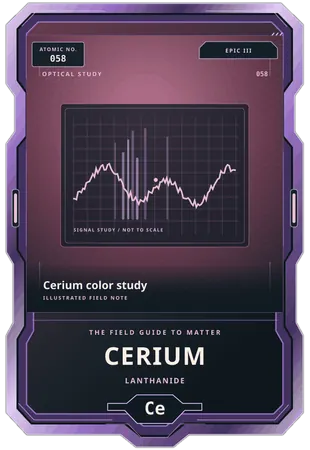 ATOMIC NO.
058
EPIC III
OPTICAL STUDY
058
SIGNAL STUDY / NOT TO SCALE
Cerium color study
ILLUSTRATED FIELD NOTE
THE FIELD GUIDE TO MATTER
CERIUM
LANTHANIDE
Ce